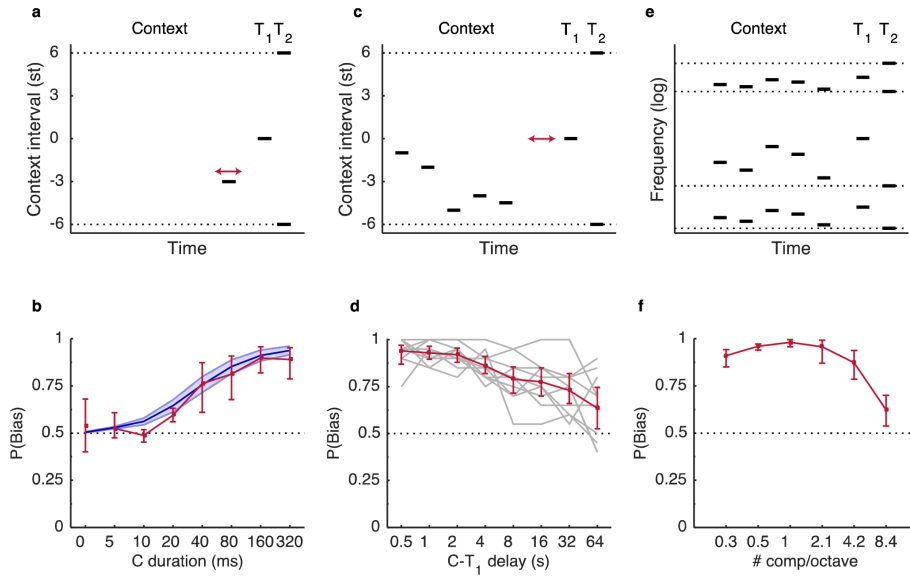 a
Context
T1 T2
Context interval (st)
6
3
0
-3
-6
Time
c
Context
T1 T2
Context interval (st)
6
3
0
-3
-6
Time
e
Context
T1 T2
Frequency (log)
Time
b
P(Bias)
1
0.75
0.5
0.25
0
0 5 10 20 40 80 160 320
C duration (ms)
d
P(Bias)
1
0.75
0.5
0.25
0
0.5 1 2 4 8 16 32 64
C-T1 delay (s)
f
P(Bias)
1
0.75
0.5
0.25
0
0.3 0.5 1 2.1 4.2 8.4
# comp/octave